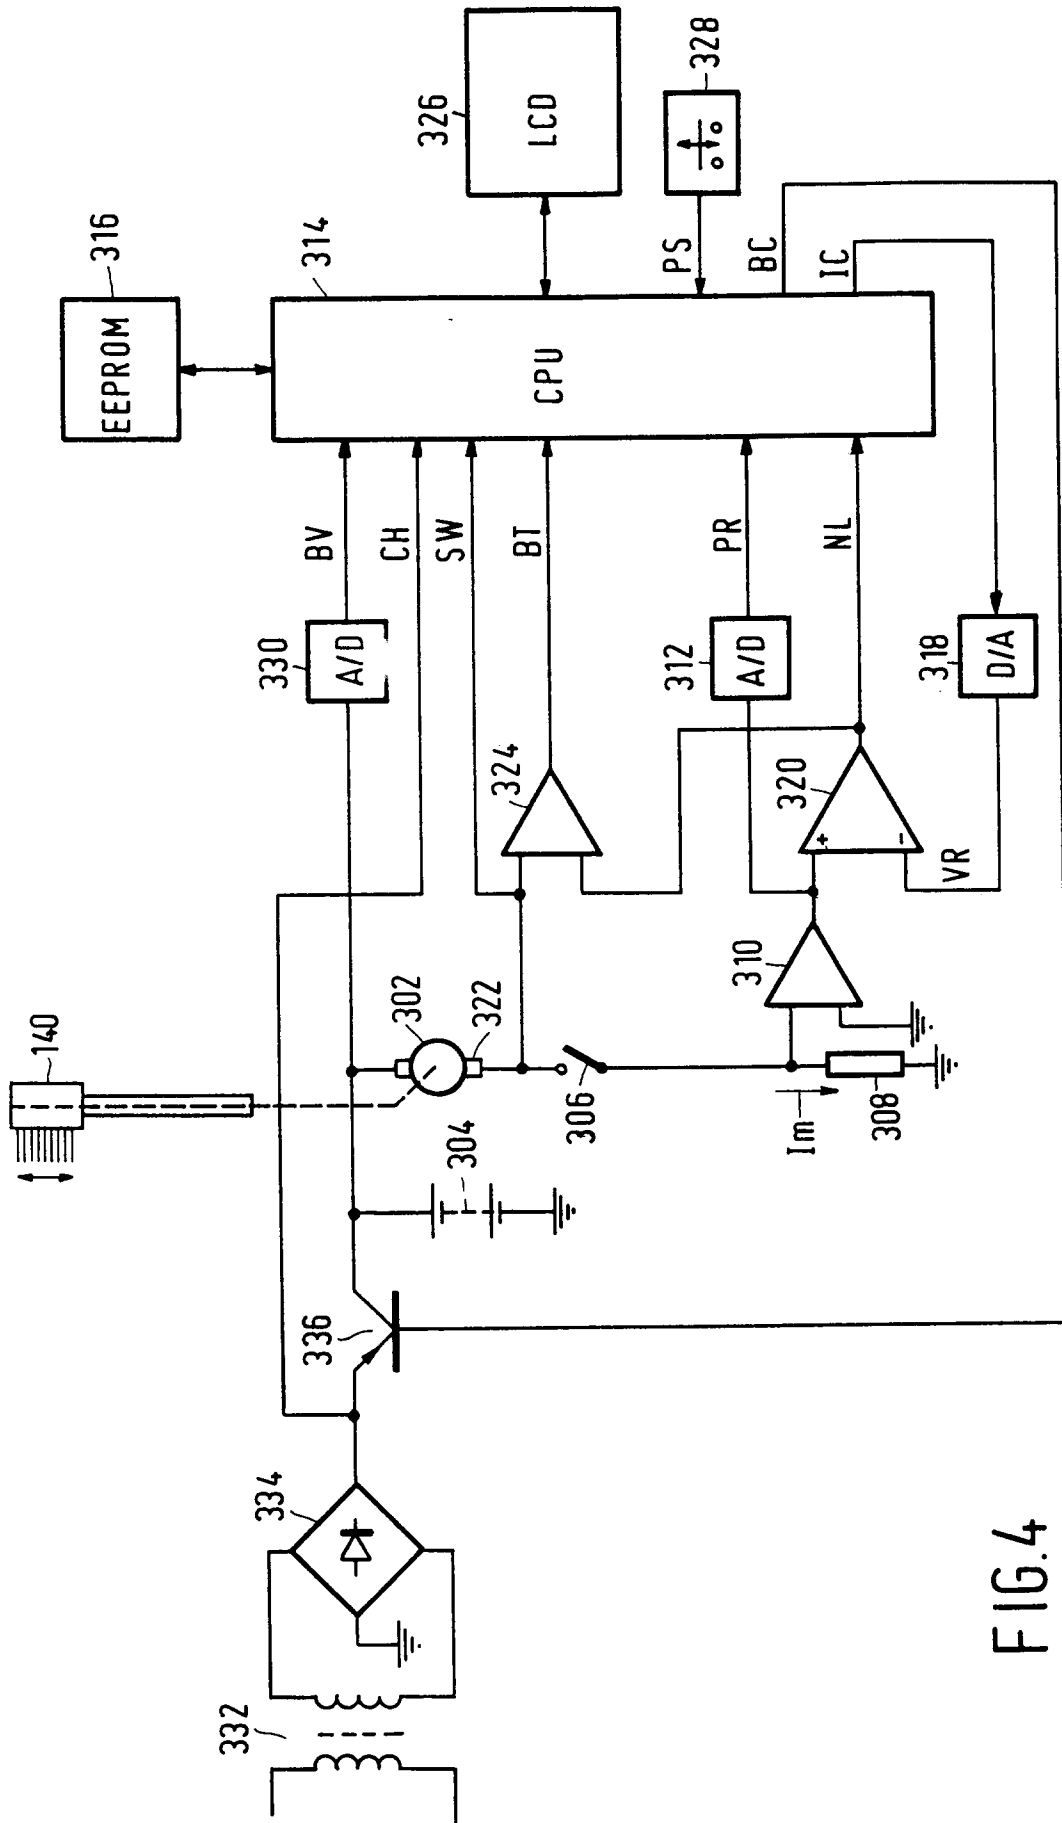 140
316
EEPROM
314
CPU
326
LCD
328
PS
BC
IC
BV
CH
SW
BT
PR
NL
330
A/D
312
A/D
318
D/A
324
320
+
-
VR
310
302
322
306
Im
308
304
336
334
332
FIG.4